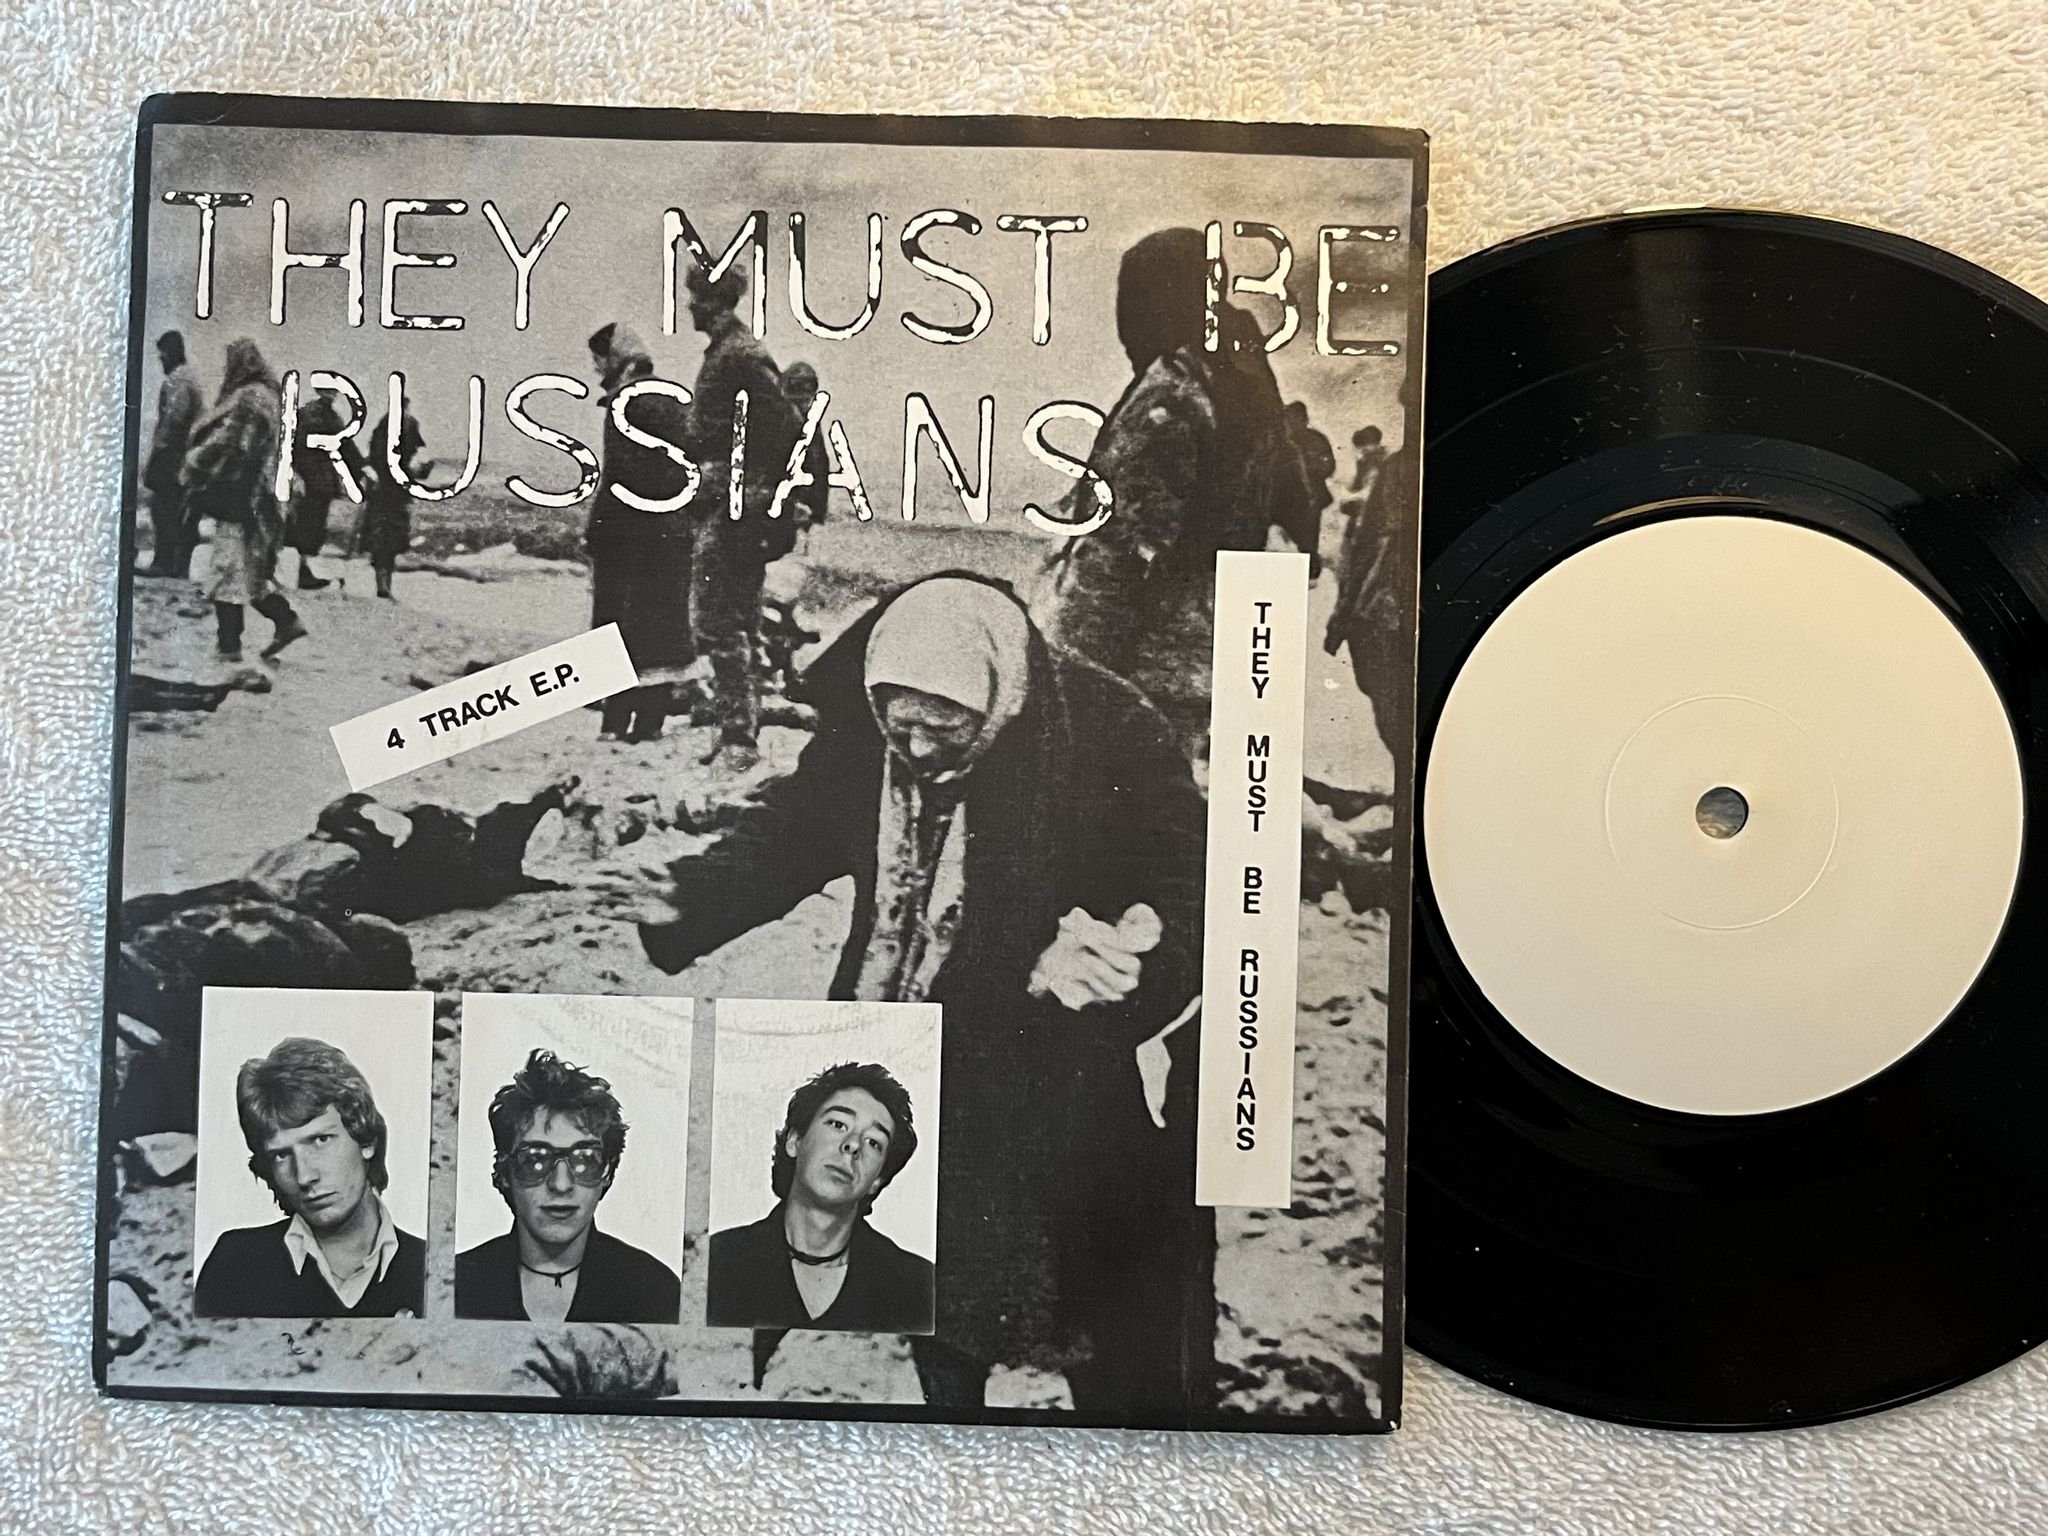 THEY MUST BE
RUSSIANS
4 TRACK E.P.
THEY MUST BE RUSSIANS